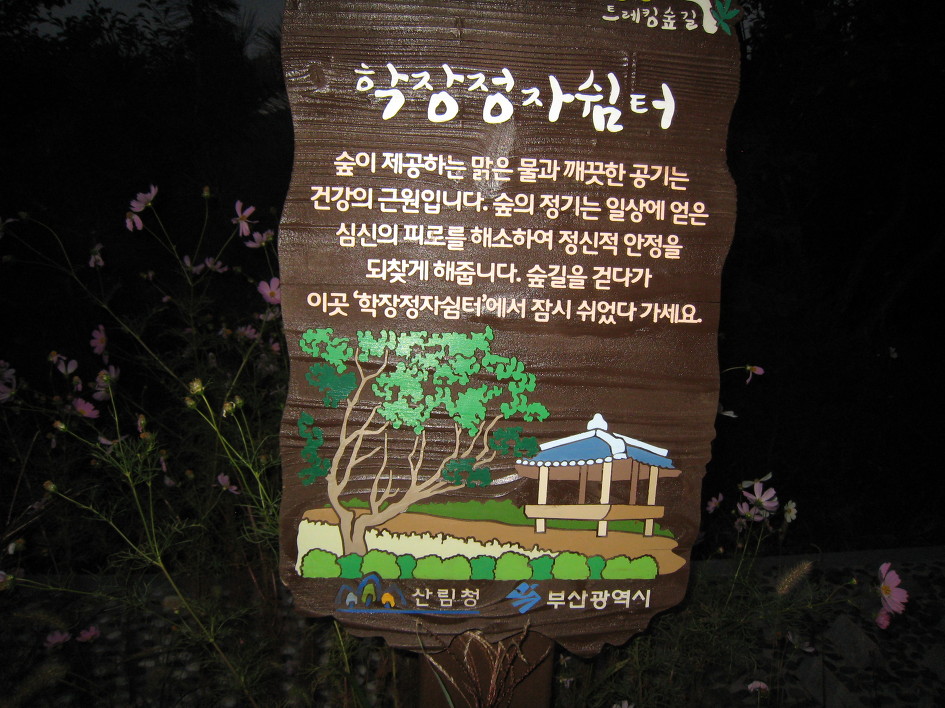 트레킹숲길
학장정자쉼터
숲이 제공하는 맑은 물과 깨끗한 공기는
건강의 근원입니다. 숲의 정기는 일상에 얻은
심신의 피로를 해소하여 정신적 안정을
되찾게 해줍니다. 숲길을 걷다가
이곳 '학장정자쉼터'에서 잠시 쉬었다 가세요.
산림청 부산광역시